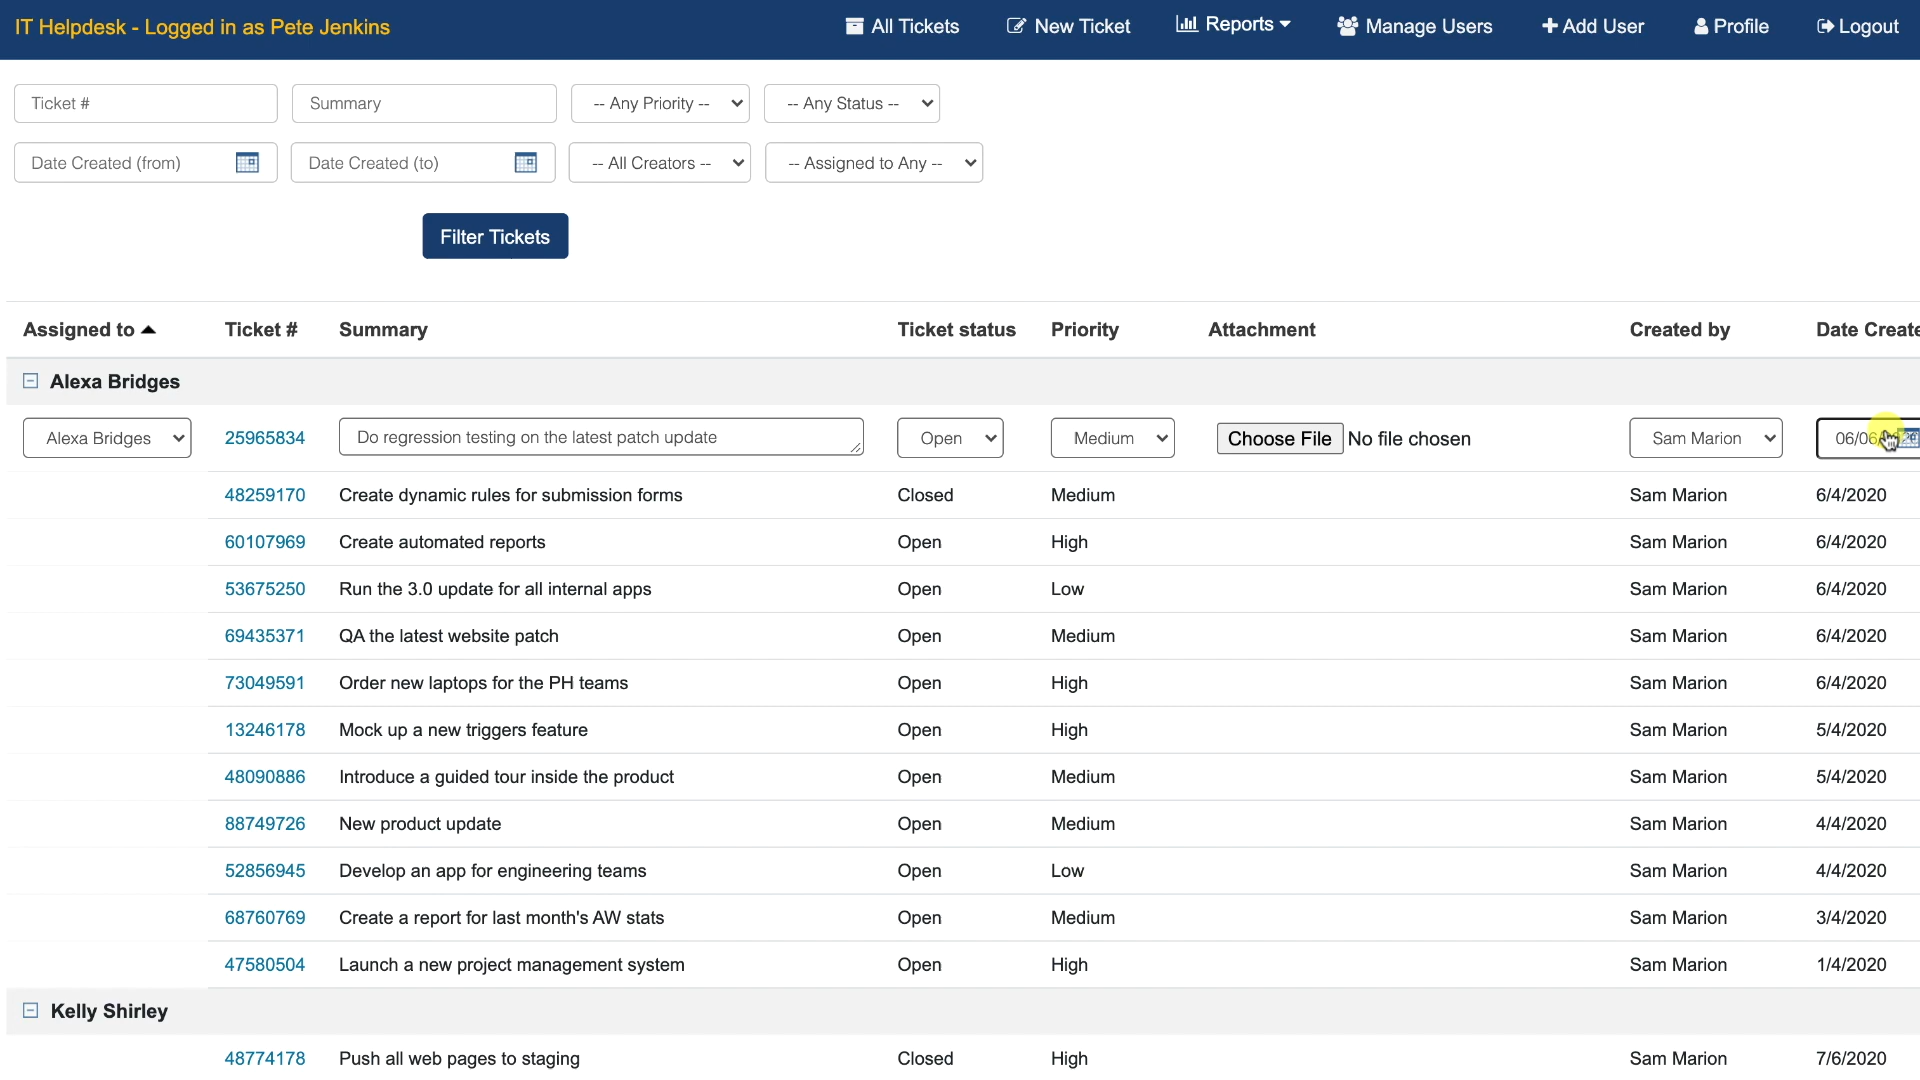 IT Helpdesk - Logged in as Pete Jenkins All Tickets New Ticket Reports Manage Users Add User Profile Logout
Ticket # Summary -- Any Priority -- -- Any Status --
Date Created (from) Date Created (to) -- All Creators -- -- Assigned to Any --
Filter Tickets
Assigned to Ticket # Summary Ticket status Priority Attachment Created by Date
Alexa Bridges
Alexa Bridges 25965834 Do regression testing on the latest patch update Open Medium Choose File No file chosen Sam Marion
48259170 Create dynamic rules for submission forms Closed Medium Sam Marion 6/4/2020
60107969 Create automated reports Open High Sam Marion 6/4/2020
53675250 Run the 3.0 update for all internal apps Open Low Sam Marion 6/4/2020
69435371 QA the latest website patch Open Medium Sam Marion 6/4/2020
73049591 Order new laptops for the PH teams Open High Sam Marion 6/4/2020
13246178 Mock up a new triggers feature Open High Sam Marion 5/4/2020
48090886 Introduce a guided tour inside the product Open Medium Sam Marion 5/4/2020
88749726 New product update Open Medium Sam Marion 4/4/2020
52856945 Develop an app for engineering teams Open Low Sam Marion 4/4/2020
68760769 Create a report for last month's AW stats Open Medium Sam Marion 3/4/2020
47580504 Launch a new project management system Open High Sam Marion 1/4/2020
Kelly Shirley
48774178 Push all web pages to staging Closed High Sam Marion 7/6/2020